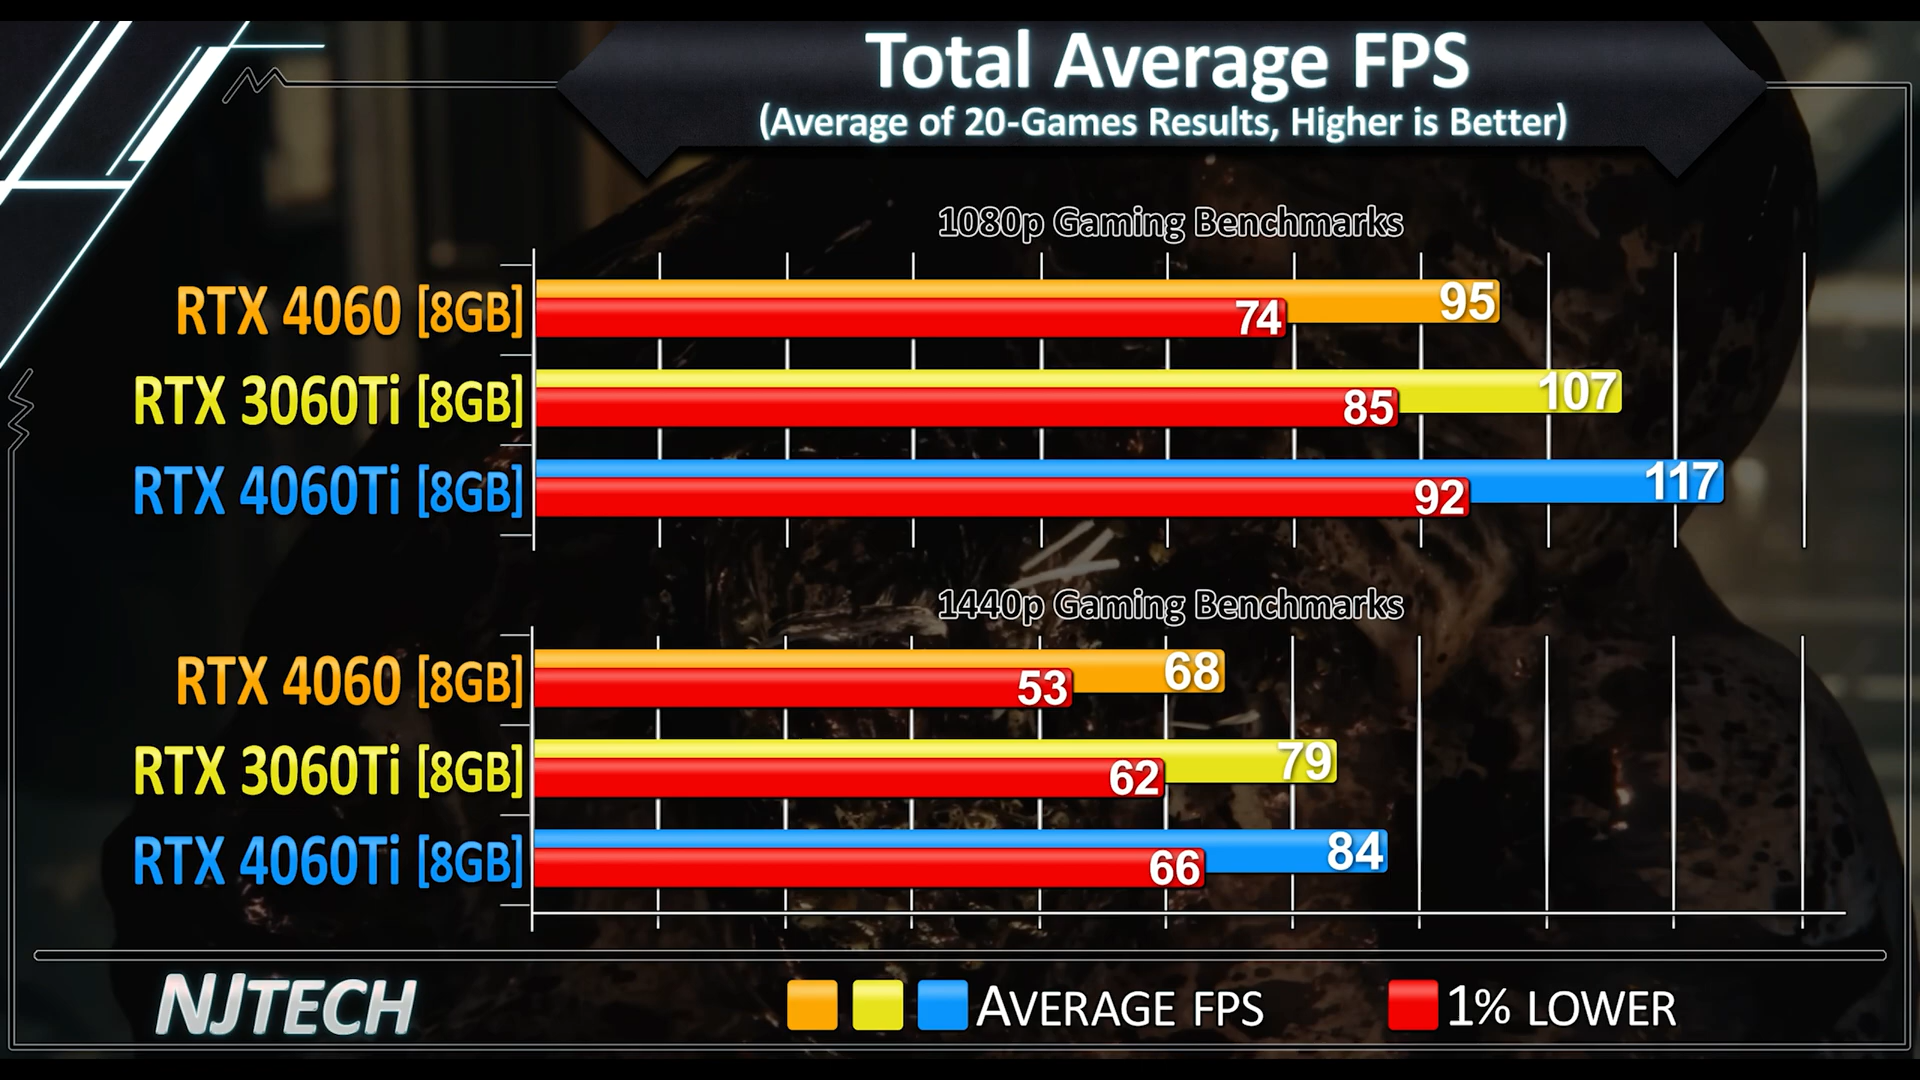 Total Average FPS
(Average of 20-Games Results, Higher is Better)
1080p Gaming Benchmarks
RTX 4060 [8GB] 95
74
RTX 3060Ti [8GB] 107
85
RTX 4060Ti [8GB] 117
92
1440p Gaming Benchmarks
RTX 4060 [8GB] 68
53
RTX 3060Ti [8GB] 79
62
RTX 4060Ti [8GB] 84
66
NJTECH AVERAGE FPS 1% LOWER